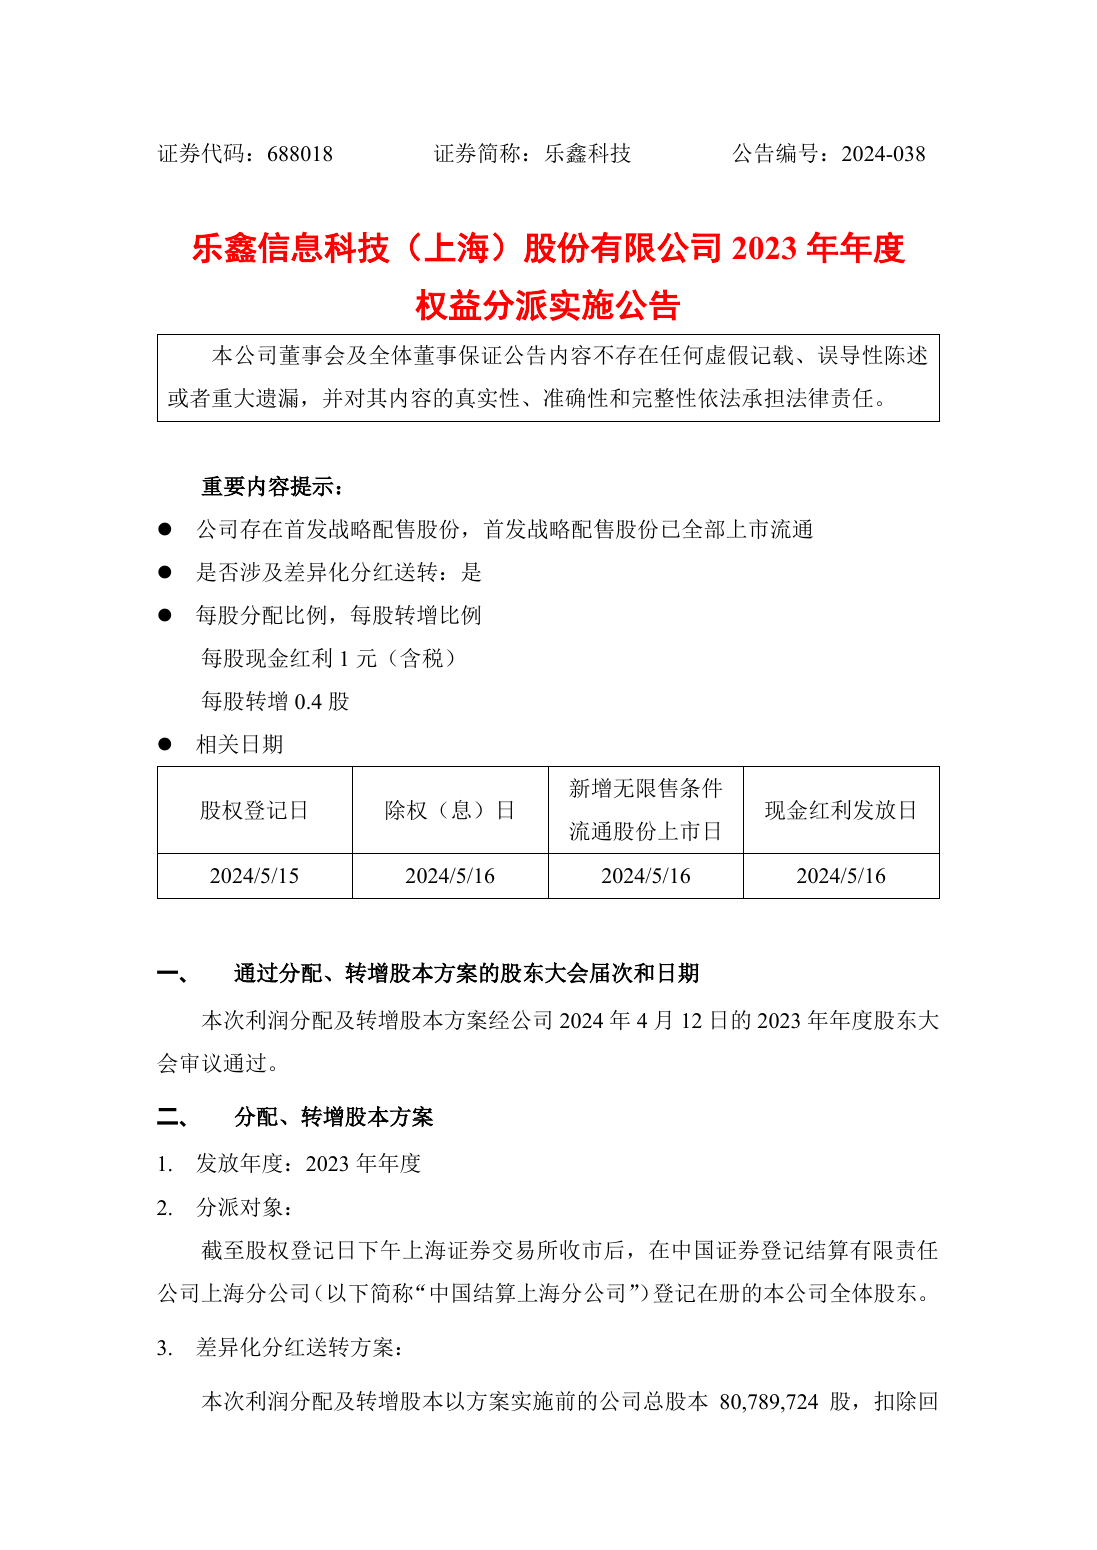 证券代码：688018 证券简称：乐鑫科技 公告编号：2024-038
乐鑫信息科技（上海）股份有限公司 2023 年年度
权益分派实施公告
本公司董事会及全体董事保证公告内容不存在任何虚假记载、误导性陈述
或者重大遗漏，并对其内容的真实性、准确性和完整性依法承担法律责任。
重要内容提示：
● 公司存在首发战略配售股份，首发战略配售股份已全部上市流通
● 是否涉及差异化分红送转：是
● 每股分配比例，每股转增比例
每股现金红利 1 元（含税）
每股转增 0.4 股
● 相关日期
股权登记日 除权（息）日 新增无限售条件 现金红利发放日
流通股份上市日
2024/5/15 2024/5/16 2024/5/16 2024/5/16
一、 通过分配、转增股本方案的股东大会届次和日期
本次利润分配及转增股本方案经公司 2024 年 4 月 12 日的 2023 年年度股东大
会审议通过。
二、 分配、转增股本方案
1. 发放年度：2023 年年度
2. 分派对象：
截至股权登记日下午上海证券交易所收市后，在中国证券登记结算有限责任
公司上海分公司（以下简称“中国结算上海分公司”）登记在册的本公司全体股东。
3. 差异化分红送转方案：
本次利润分配及转增股本以方案实施前的公司总股本 80,789,724 股，扣除回